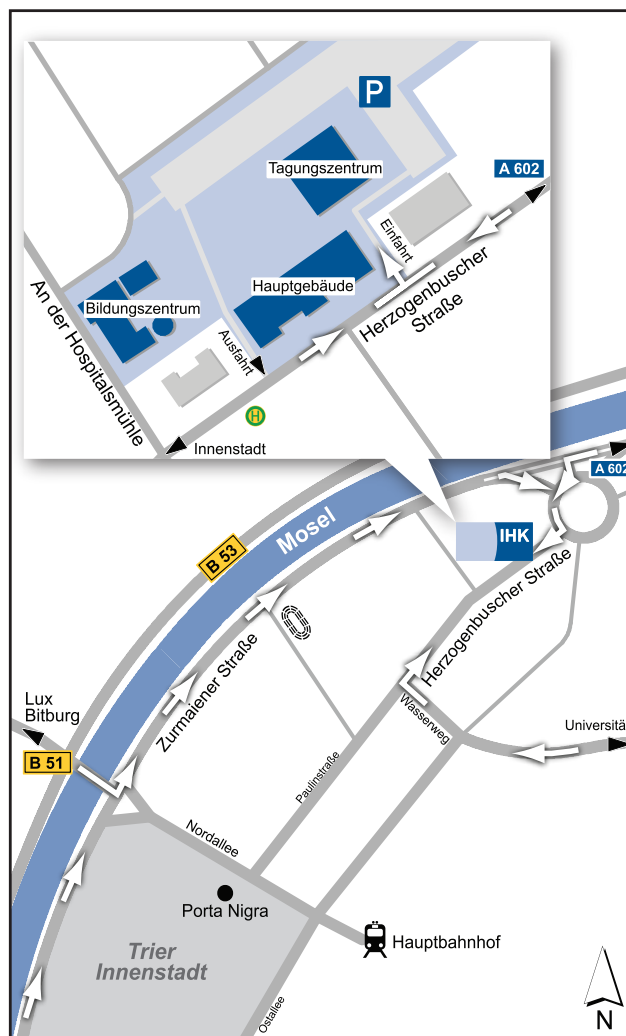 P
Tagungszentrum
A 602
Einfahrt
Hauptgebäude
Herzogenbuscher
Straße
Bildungszentrum
An der Hospitalsmühle
Ausfahrt
H
Innenstadt
A 602
Mosel
IHK
B 53
Herzogenbuscher Straße
Zurmaiener Straße
Lux
Bitburg
Wasserweg
Universitä
B 51
Paulinstraße
Nordallee
Porta Nigra
Hauptbahnhof
Trier
Innenstadt
Ostallee
N